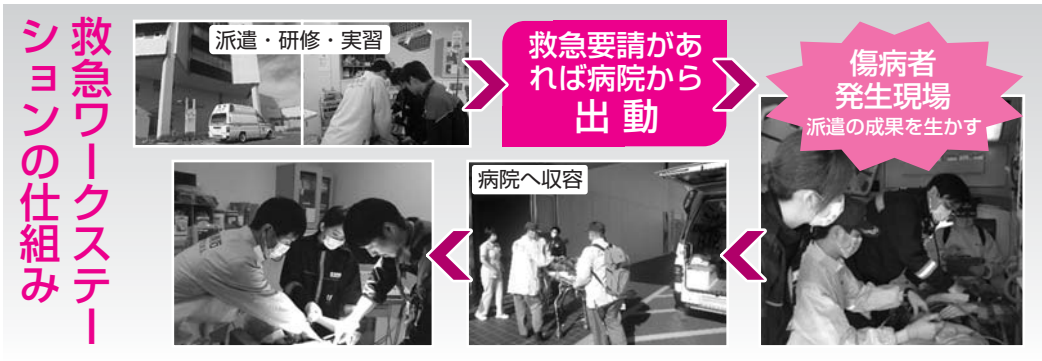 救急ワークステー
ションの仕組み
派遣・研修・実習
救急要請があ
れば病院から
出動
傷病者
発生現場
派遣の成果を生かす
病院へ収容